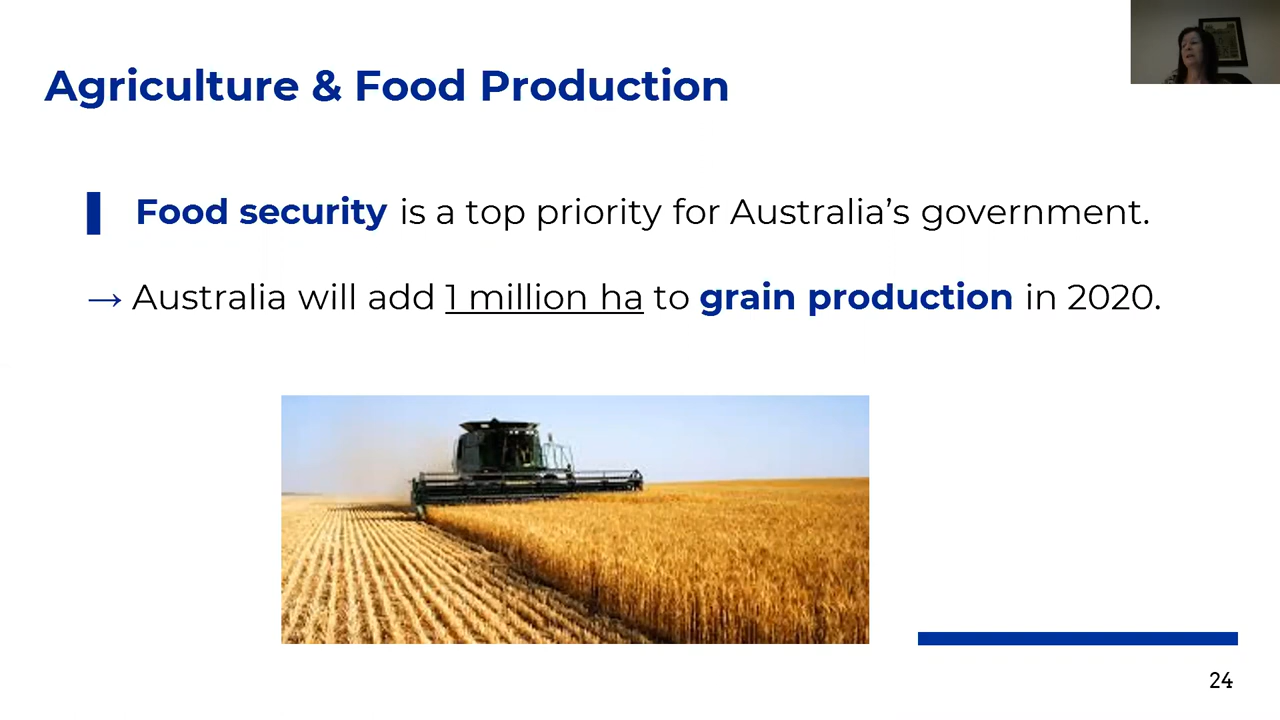 Agriculture & Food Production
Food security is a top priority for Australia’s government.
→ Australia will add 1 million ha to grain production in 2020.
24